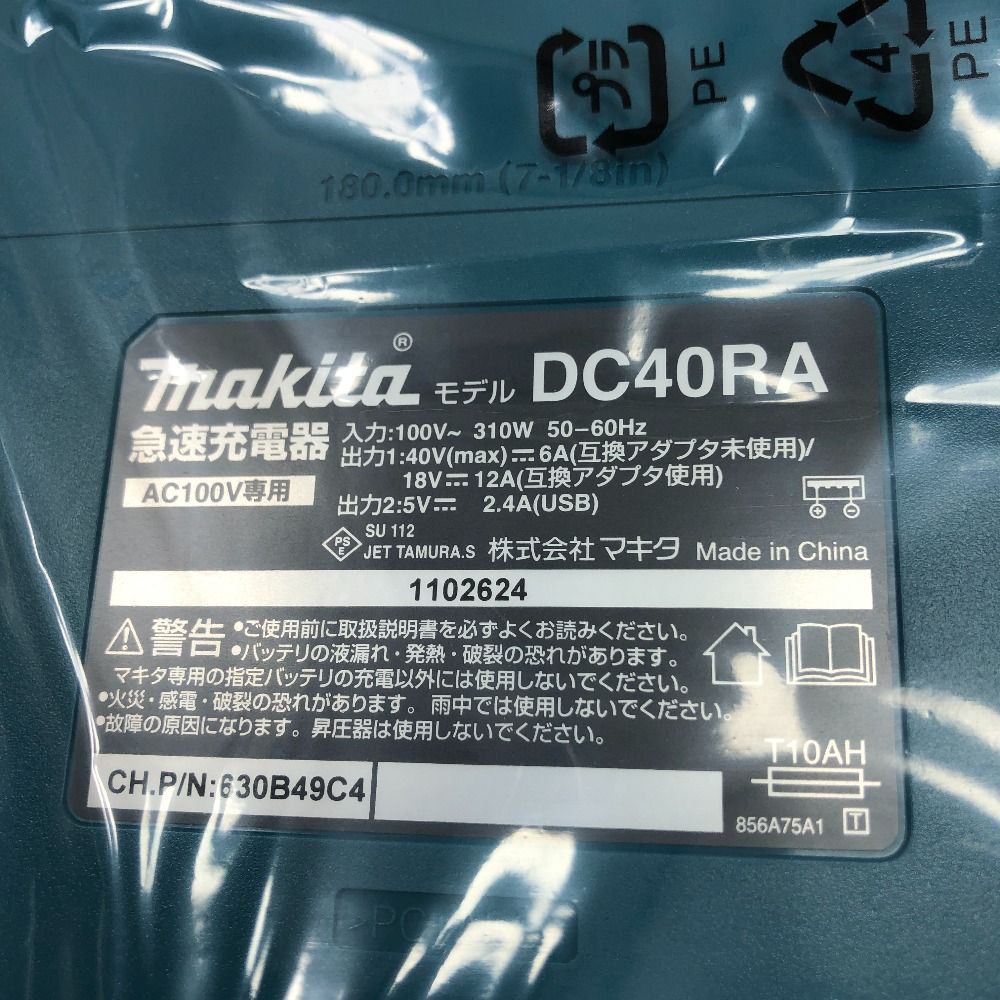 プラ
PE
4
PE
180.0mm (7-1/8in)
makita® モデル DC40RA
急速充電器
AC100V専用
入力:100V~ 310W 50-60Hz
出力1:40V(max)⎓6A(互換アダプタ未使用)/
18V⎓12A(互換アダプタ使用)
出力2:5V⎓ 2.4A(USB)
PSE SU 112
JET TAMURA.S 株式会社 マキタ Made in China
1102624
警告 •ご使用前に取扱説明書を必ずよくお読みください。
•バッテリの液漏れ・発熱・破裂の恐れがあります。
マキタ専用の指定バッテリの充電以外には使用しないでください。
•火災・感電・破裂の恐れがあります。雨中では使用しないでください。
•故障の原因になります。昇圧器は使用しないでください。
T10AH
CH.P/N:630B49C4
856A75A1 T